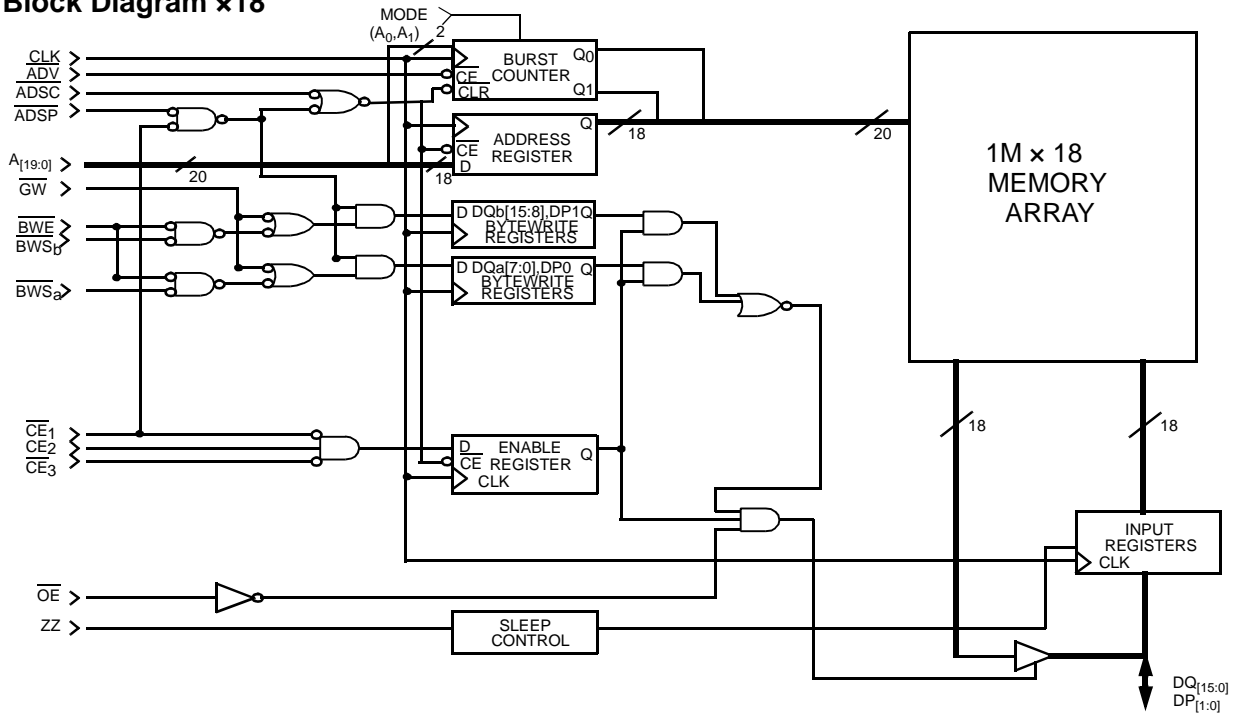 Block Diagram ×18
MODE
(A0,A1) 2
CLK
ADV
ADSC
ADSP
A[19:0]
20
GW
BWE
BWSb
BWSa
CE1
CE2
CE3
OE
ZZ
BURST
COUNTER
CE
CLR
Q0
Q1
ADDRESS
REGISTER
CE
D
Q
18
18
20
D DQb[15:8],DP1Q
BYTEWRITE
REGISTERS
D DQa[7:0],DP0 Q
BYTEWRITE
REGISTERS
D ENABLE
CE REGISTER Q
CLK
SLEEP
CONTROL
1M × 18
MEMORY
ARRAY
18
18
INPUT
REGISTERS
CLK
DQ[15:0]
DP[1:0]